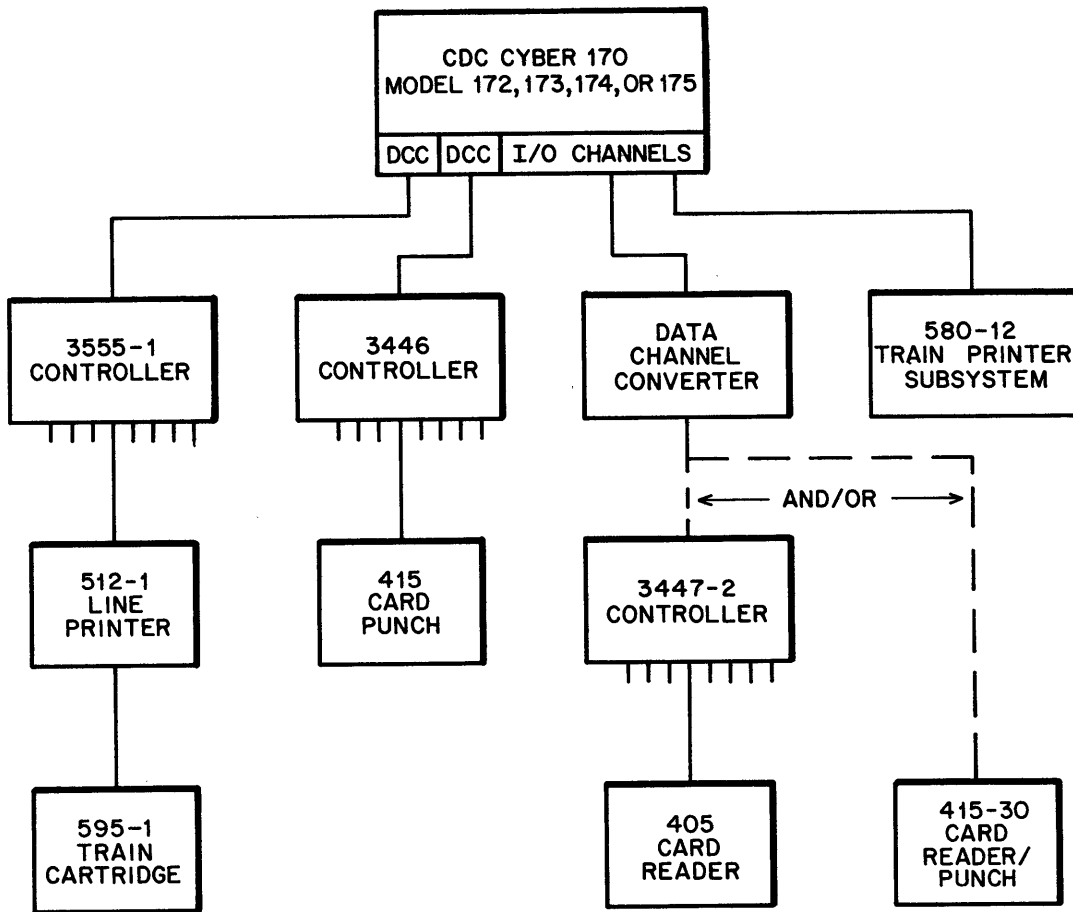 CDC CYBER 170
MODEL 172, 173, 174, OR 175
DCC DCC I/O CHANNELS
3555-1
CONTROLLER
3446
CONTROLLER
DATA
CHANNEL
CONVERTER
580-12
TRAIN PRINTER
SUBSYSTEM
AND/OR
512-1
LINE
PRINTER
415
CARD
PUNCH
3447-2
CONTROLLER
595-1
TRAIN
CARTRIDGE
405
CARD
READER
415-30
CARD
READER/
PUNCH